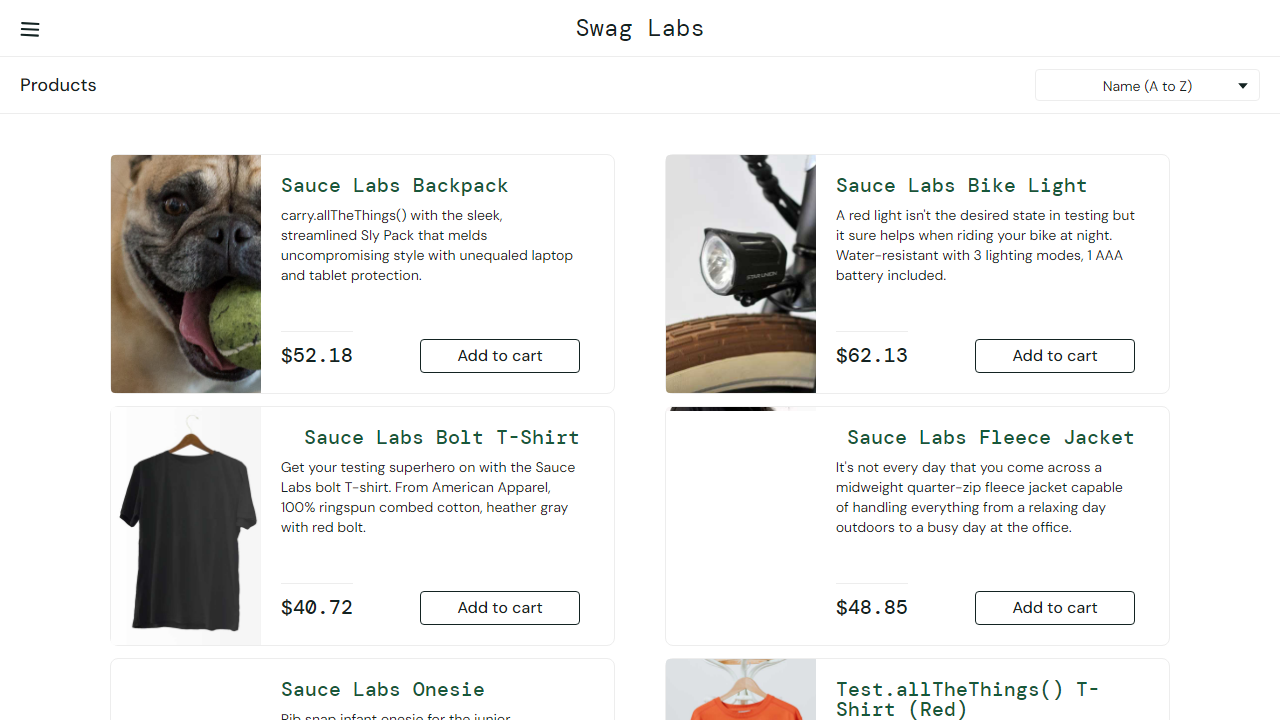 Swag Labs
Products
Name (A to Z)
Sauce Labs Backpack
carry.allTheThings() with the sleek,
streamlined Sly Pack that melds
uncompromising style with unequaled laptop
and tablet protection.
$52.18
Add to cart
Sauce Labs Bike Light
A red light isn't the desired state in testing but
it sure helps when riding your bike at night.
Water-resistant with 3 lighting modes, 1 AAA
battery included.
$62.13
Add to cart
Sauce Labs Bolt T-Shirt
Get your testing superhero on with the Sauce
Labs bolt T-shirt. From American Apparel,
100% ringspun combed cotton, heather gray
with red bolt.
$40.72
Add to cart
Sauce Labs Fleece Jacket
It's not every day that you come across a
midweight quarter-zip fleece jacket capable
of handling everything from a relaxing day
outdoors to a busy day at the office.
$48.85
Add to cart
Sauce Labs Onesie
Rib snap infant onesie for the junior
Test.allTheThings() T-
Shirt (Red)